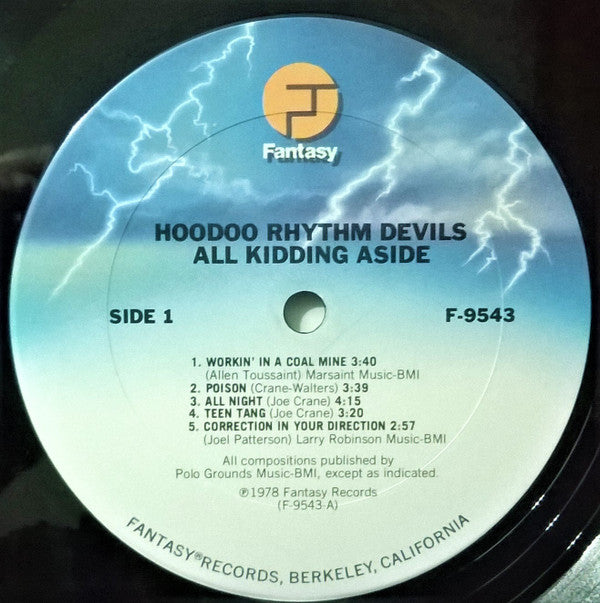 Fantasy
HOODOO RHYTHM DEVILS
ALL KIDDING ASIDE
SIDE 1
F-9543
1. WORKIN' IN A COAL MINE 3:40
(Allen Toussaint) Marsaint Music-BMI
2. POISON (Crane-Walters) 3:39
3. ALL NIGHT (Joe Crane) 4:15
4. TEEN TANG (Joe Crane) 3:20
5. CORRECTION IN YOUR DIRECTION 2:57
(Joel Patterson) Larry Robinson Music-BMI
All compositions published by
Polo Grounds Music-BMI, except as indicated.
℗1978 Fantasy Records
(F-9543-A)
FANTASY® RECORDS, BERKELEY, CALIFORNIA